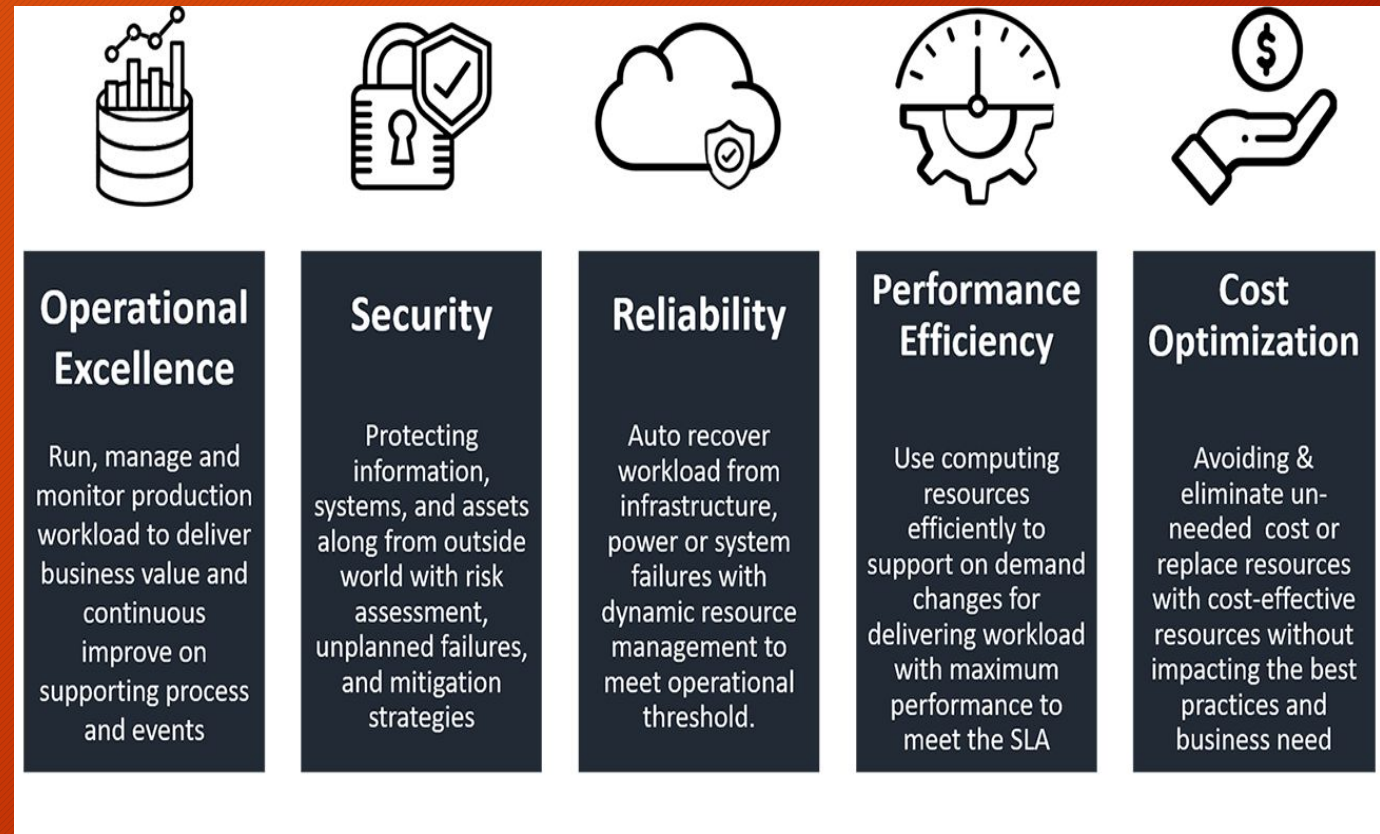 $
Operational
Excellence
Run, manage and
monitor production
workload to deliver
business value and
continuous
improve on
supporting process
and events
Security
Protecting
information,
systems, and assets
along from outside
world with risk
assessment,
unplanned failures,
and mitigation
strategies
Reliability
Auto recover
workload from
infrastructure,
power or system
failures with
dynamic resource
management to
meet operational
threshold.
Performance
Efficiency
Use computing
resources
efficiently to
support on demand
changes for
delivering workload
with maximum
performance to
meet the SLA
Cost
Optimization
Avoiding &
eliminate un-
needed cost or
replace resources
with cost-effective
resources without
impacting the best
practices and
business need